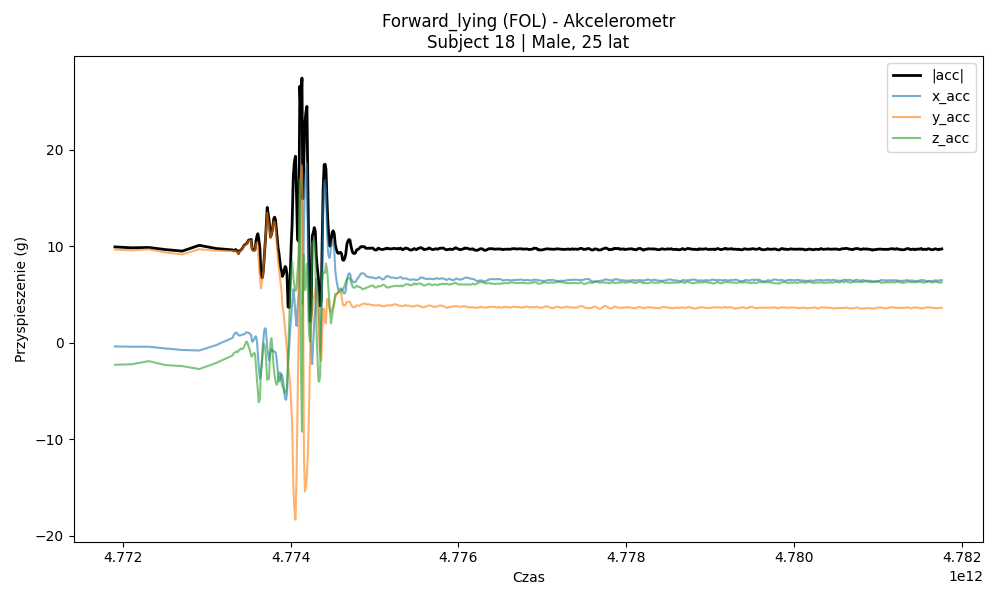 Forward_lying (FOL) - Akcelerometr
Subject 18 | Male, 25 lat
|acc|
x_acc
y_acc
z_acc
Przyspieszenie (g)
20
10
0
−10
−20
4.772
4.774
4.776
4.778
4.780
4.782
1e12
Czas